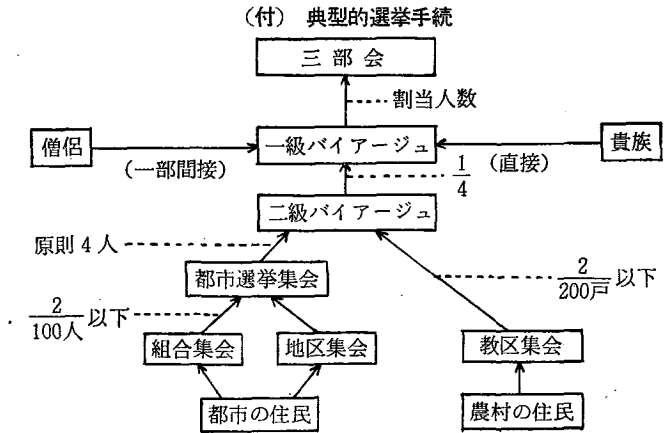 （付） 典型的選挙手続
三部会
割当人数
僧侶
一級バイアージュ
貴族
（一部間接）
（直接）
1/4
二級バイアージュ
原則4人
都市選挙集会
2/200戸 以下
2/100人 以下
組合集会
地区集会
教区集会
都市の住民
農村の住民